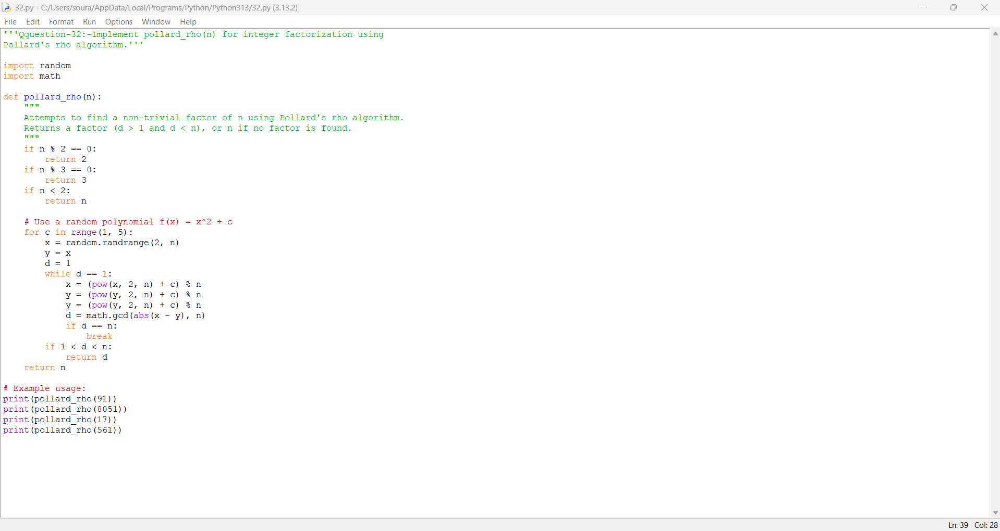 32.py - C:/Users/soura/AppData/Local/Programs/Python/Python313/32.py (3.13.2)
File Edit Format Run Options Window Help
'''Qquestion-32:-Implement pollard_rho(n) for integer factorization using
Pollard's rho algorithm.'''

import random
import math

def pollard_rho(n):
    """
    Attempts to find a non-trivial factor of n using Pollard's rho algorithm.
    Returns a factor (d > 1 and d < n), or n if no factor is found.
    """
    if n % 2 == 0:
        return 2
    if n % 3 == 0:
        return 3
    if n < 2:
        return n

    # Use a random polynomial f(x) = x^2 + c
    for c in range(1, 5):
        x = random.randrange(2, n)
        y = x
        d = 1
        while d == 1:
            x = (pow(x, 2, n) + c) % n
            y = (pow(y, 2, n) + c) % n
            y = (pow(y, 2, n) + c) % n
            d = math.gcd(abs(x - y), n)
            if d == n:
                break
        if 1 < d < n:
            return d
    return n

# Example usage:
print(pollard_rho(91))
print(pollard_rho(8051))
print(pollard_rho(17))
print(pollard_rho(561))
Ln: 39 Col: 28